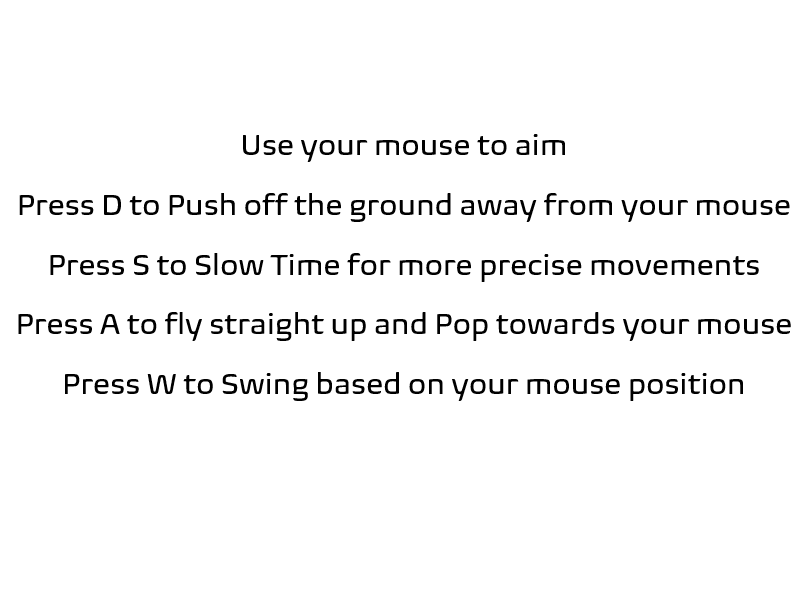 Use your mouse to aim
Press D to Push off the ground away from your mouse
Press S to Slow Time for more precise movements
Press A to fly straight up and Pop towards your mouse
Press W to Swing based on your mouse position